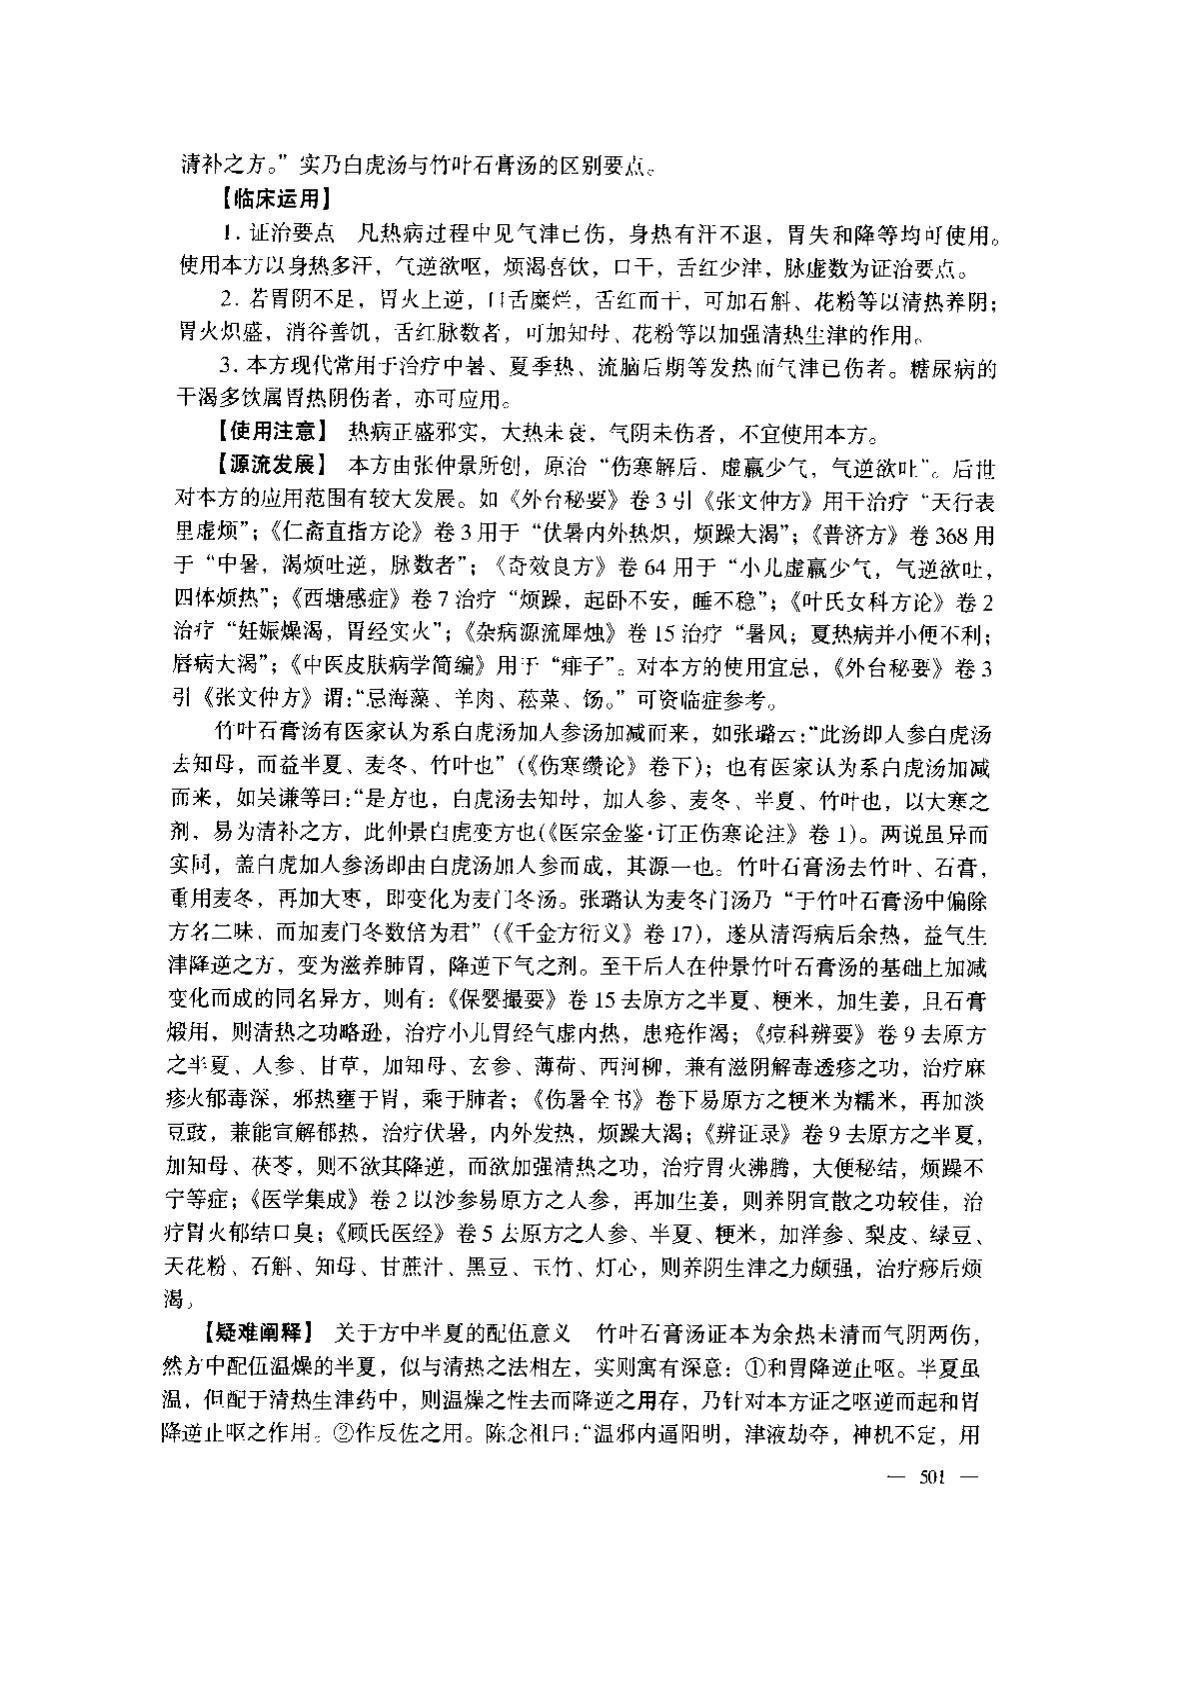 清补之方。”实乃白虎汤与竹叶石膏汤的区别要点。
【临床运用】
1. 证治要点　凡热病过程中见气津已伤，身热有汗不退，胃失和降等均可使用。
使用本方以身热多汗，气逆欲呕，烦渴喜饮，口干，舌红少津，脉虚数为证治要点。
2. 若胃阴不足，胃火上逆，口舌糜烂，舌红而干，可加石斛、花粉等以清热养阴；
胃火炽盛，消谷善饥，舌红脉数者，可加知母、花粉等以加强清热生津的作用。
3. 本方现代常用于治疗中暑、夏季热、流脑后期等发热而气津已伤者。糖尿病的
干渴多饮属胃热阴伤者，亦可应用。
【使用注意】　热病正盛邪实，大热未衰，气阴未伤者，不宜使用本方。
【源流发展】　本方由张仲景所创，原治“伤寒解后、虚羸少气，气逆欲吐”。后世
对本方的应用范围有较大发展。如《外台秘要》卷 3 引《张文仲方》用于治疗“天行表
里虚烦”；《仁斋直指方论》卷 3 用于“伏暑内外热炽，烦躁大渴”；《普济方》卷 368 用
于“中暑，渴烦吐逆，脉数者”；《奇效良方》卷 64 用于“小儿虚羸少气，气逆欲吐，
四体烦热”；《西塘感症》卷 7 治疗“烦躁，起卧不安，睡不稳”；《叶氏女科方论》卷 2
治疗“妊娠燥渴，胃经实火”；《杂病源流犀烛》卷 15 治疗“暑风；夏热病并小便不利；
唇病大渴”；《中医皮肤病学简编》用于“痱子”。对本方的使用宜忌，《外台秘要》卷 3
引《张文仲方》谓：“忌海藻、羊肉、菘菜、饧。”可资临症参考。
竹叶石膏汤有医家认为系白虎汤加人参汤加减而来，如张璐云：“此汤即人参白虎汤
去知母，而益半夏、麦冬、竹叶也”（《伤寒缵论》卷下）；也有医家认为系白虎汤加减
而来，如吴谦等曰：“是方也，白虎汤去知母，加人参、麦冬、半夏、竹叶也，以大寒之
剂，易为清补之方，此仲景白虎变方也(《医宗金鉴·订正伤寒论注》卷 1)。两说虽异而
实同，盖白虎加人参汤即由白虎汤加人参而成，其源一也。竹叶石膏汤去竹叶、石膏，
重用麦冬，再加大枣，即变化为麦门冬汤。张璐认为麦冬门汤乃“于竹叶石膏汤中偏除
方名二味，而加麦门冬数倍为君”（《千金方衍义》卷 17），遂从清泻病后余热，益气生
津降逆之方，变为滋养肺胃，降逆下气之剂。至于后人在仲景竹叶石膏汤的基础上加减
变化而成的同名异方，则有：《保婴撮要》卷 15 去原方之半夏、粳米，加生姜，且石膏
煅用，则清热之功略逊，治疗小儿胃经气虚内热，患疮作渴；《痘科辨要》卷 9 去原方
之半夏、人参、甘草，加知母、玄参、薄荷、西河柳，兼有滋阴解毒透疹之功，治疗麻
疹火郁毒深，邪热壅于胃，乘于肺者；《伤暑全书》卷下易原方之粳米为糯米，再加淡
豆豉，兼能宣解郁热，治疗伏暑，内外发热，烦躁大渴；《辨证录》卷 9 去原方之半夏，
加知母、茯苓，则不欲其降逆，而欲加强清热之功，治疗胃火沸腾，大便秘结，烦躁不
宁等症；《医学集成》卷 2 以沙参易原方之人参，再加生姜，则养阴宣散之功较佳，治
疗胃火郁结口臭；《顾氏医经》卷 5 去原方之人参、半夏、粳米，加洋参、梨皮、绿豆、
天花粉、石斛、知母、甘蔗汁、黑豆、玉竹、灯心，则养阴生津之力颇强，治疗痧后烦
渴。
【疑难阐释】　关于方中半夏的配伍意义　竹叶石膏汤证本为余热未清而气阴两伤，
然方中配伍温燥的半夏，似与清热之法相左，实则寓有深意：①和胃降逆止呕。半夏虽
温，但配于清热生津药中，则温燥之性去而降逆之用存，乃针对本方证之呕逆而起和胃
降逆止呕之作用。②作反佐之用。陈念祖曰：“温邪内逼阳明，津液劫夺，神机不定，用
— 501 —